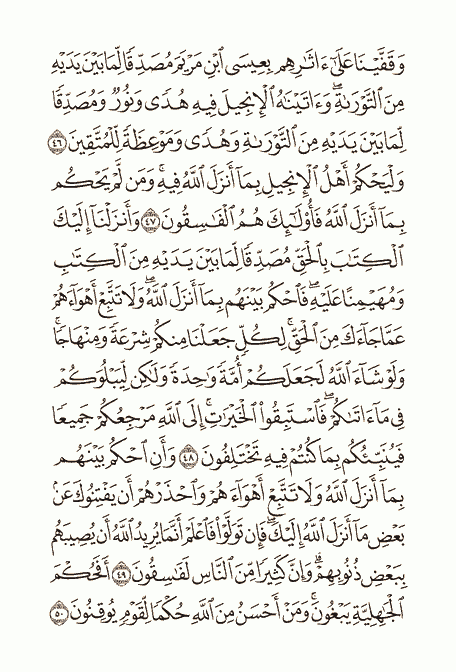 وَقَفَّيْنَا عَلَىٰٓ ءَاثَٰرِهِم بِعِيسَى ٱبْنِ مَرْيَمَ مُصَدِّقًا لِّمَا بَيْنَ يَدَيْهِ
مِنَ ٱلتَّوْرَىٰةِ ۖ وَءَاتَيْنَٰهُ ٱلْإِنجِيلَ فِيهِ هُدًى وَنُورٌ وَمُصَدِّقًا
لِّمَا بَيْنَ يَدَيْهِ مِنَ ٱلتَّوْرَىٰةِ وَهُدًى وَمَوْعِظَةً لِّلْمُتَّقِينَ ٤٦
وَلْيَحْكُمْ أَهْلُ ٱلْإِنجِيلِ بِمَآ أَنزَلَ ٱللَّهُ فِيهِ ۚ وَمَن لَّمْ يَحْكُم
بِمَآ أَنزَلَ ٱللَّهُ فَأُو۟لَٰٓئِكَ هُمُ ٱلْفَٰسِقُونَ ٤٧ وَأَنزَلْنَآ إِلَيْكَ
ٱلْكِتَٰبَ بِٱلْحَقِّ مُصَدِّقًا لِّمَا بَيْنَ يَدَيْهِ مِنَ ٱلْكِتَٰبِ
وَمُهَيْمِنًا عَلَيْهِ ۖ فَٱحْكُم بَيْنَهُم بِمَآ أَنزَلَ ٱللَّهُ ۖ وَلَا تَتَّبِعْ أَهْوَآءَهُمْ
عَمَّا جَآءَكَ مِنَ ٱلْحَقِّ ۚ لِكُلٍّ جَعَلْنَا مِنكُمْ شِرْعَةً وَمِنْهَاجًا ۚ
وَلَوْ شَآءَ ٱللَّهُ لَجَعَلَكُمْ أُمَّةً وَٰحِدَةً وَلَٰكِن لِّيَبْلُوَكُمْ
فِى مَآ ءَاتَىٰكُمْ ۖ فَٱسْتَبِقُوا۟ ٱلْخَيْرَٰتِ ۚ إِلَى ٱللَّهِ مَرْجِعُكُمْ جَمِيعًا
فَيُنَبِّئُكُم بِمَا كُنتُمْ فِيهِ تَخْتَلِفُونَ ٤٨ وَأَنِ ٱحْكُم بَيْنَهُم
بِمَآ أَنزَلَ ٱللَّهُ وَلَا تَتَّبِعْ أَهْوَآءَهُمْ وَٱحْذَرْهُمْ أَن يَفْتِنُوكَ عَنۢ
بَعْضِ مَآ أَنزَلَ ٱللَّهُ إِلَيْكَ ۖ فَإِن تَوَلَّوْا۟ فَٱعْلَمْ أَنَّمَا يُرِيدُ ٱللَّهُ أَن يُصِيبَهُم
بِبَعْضِ ذُنُوبِهِمْ ۗ وَإِنَّ كَثِيرًا مِّنَ ٱلنَّاسِ لَفَٰسِقُونَ ٤٩ أَفَحُكْمَ
ٱلْجَٰهِلِيَّةِ يَبْغُونَ ۚ وَمَنْ أَحْسَنُ مِنَ ٱللَّهِ حُكْمًا لِّقَوْمٍ يُوقِنُونَ ٥٠